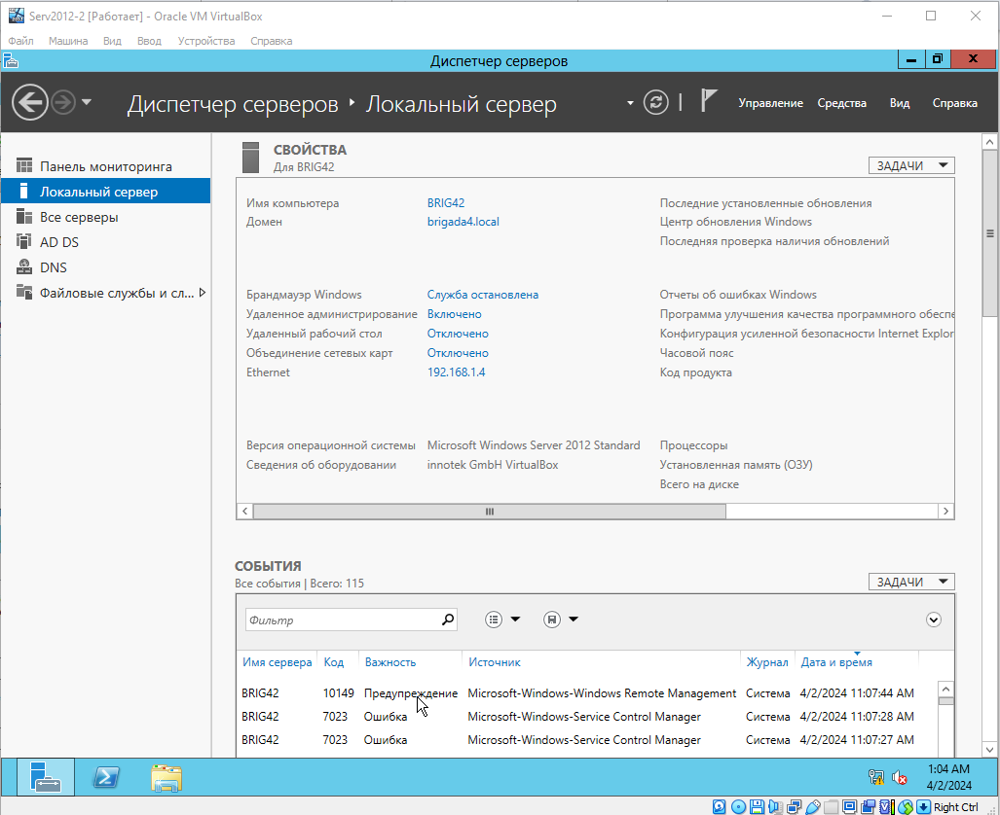 Serv2012-2 [Работает] - Oracle VM VirtualBox
Файл Машина Вид Ввод Устройства Справка
Диспетчер серверов
Диспетчер серверов ‣ Локальный сервер
Управление Средства Вид Справка
Панель мониторинга
Локальный сервер
Все серверы
AD DS
DNS
Файловые службы и сл...
СВОЙСТВА
Для BRIG42
ЗАДАЧИ
Имя компьютера BRIG42 Последние установленные обновления
Домен brigada4.local Центр обновления Windows
Последняя проверка наличия обновлений
Брандмауэр Windows Служба остановлена Отчеты об ошибках Windows
Удаленное администрирование Включено Программа улучшения качества программного обеспе
Удаленный рабочий стол Отключено Конфигурация усиленной безопасности Internet Explor
Объединение сетевых карт Отключено Часовой пояс
Ethernet 192.168.1.4 Код продукта
Версия операционной системы Microsoft Windows Server 2012 Standard Процессоры
Сведения об оборудовании innotek GmbH VirtualBox Установленная память (ОЗУ)
Всего на диске
СОБЫТИЯ
Все события | Всего: 115
ЗАДАЧИ
Фильтр
Имя сервера Код Важность Источник Журнал Дата и время
BRIG42 10149 Предупреждение Microsoft-Windows-Windows Remote Management Система 4/2/2024 11:07:44 AM
BRIG42 7023 Ошибка Microsoft-Windows-Service Control Manager Система 4/2/2024 11:07:28 AM
BRIG42 7023 Ошибка Microsoft-Windows-Service Control Manager Система 4/2/2024 11:07:27 AM
1:04 AM
4/2/2024
Right Ctrl